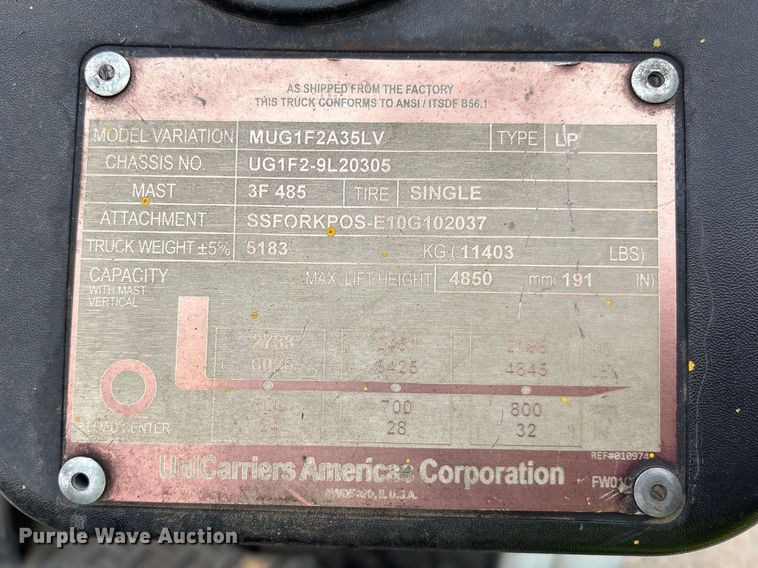 AS SHIPPED FROM THE FACTORY
THIS TRUCK CONFORMS TO ANSI / ITSDF B56.1
MODEL VARIATION MUG1F2A35LV TYPE LP
CHASSIS NO. UG1F2-9L20305
MAST 3F 485 TIRE SINGLE
ATTACHMENT SSFORKPOS-E10G102037
TRUCK WEIGHT ±5% 5183 KG ( 11403 LBS)
CAPACITY MAX. LIFT HEIGHT 4850 mm( 191 IN)
WITH MAST
VERTICAL
2733
5425 4845
700 800
LOAD CENTER 24 28 32
UniCarriers Americas Corporation
REF#010974
U.S.A.
Purple Wave Auction